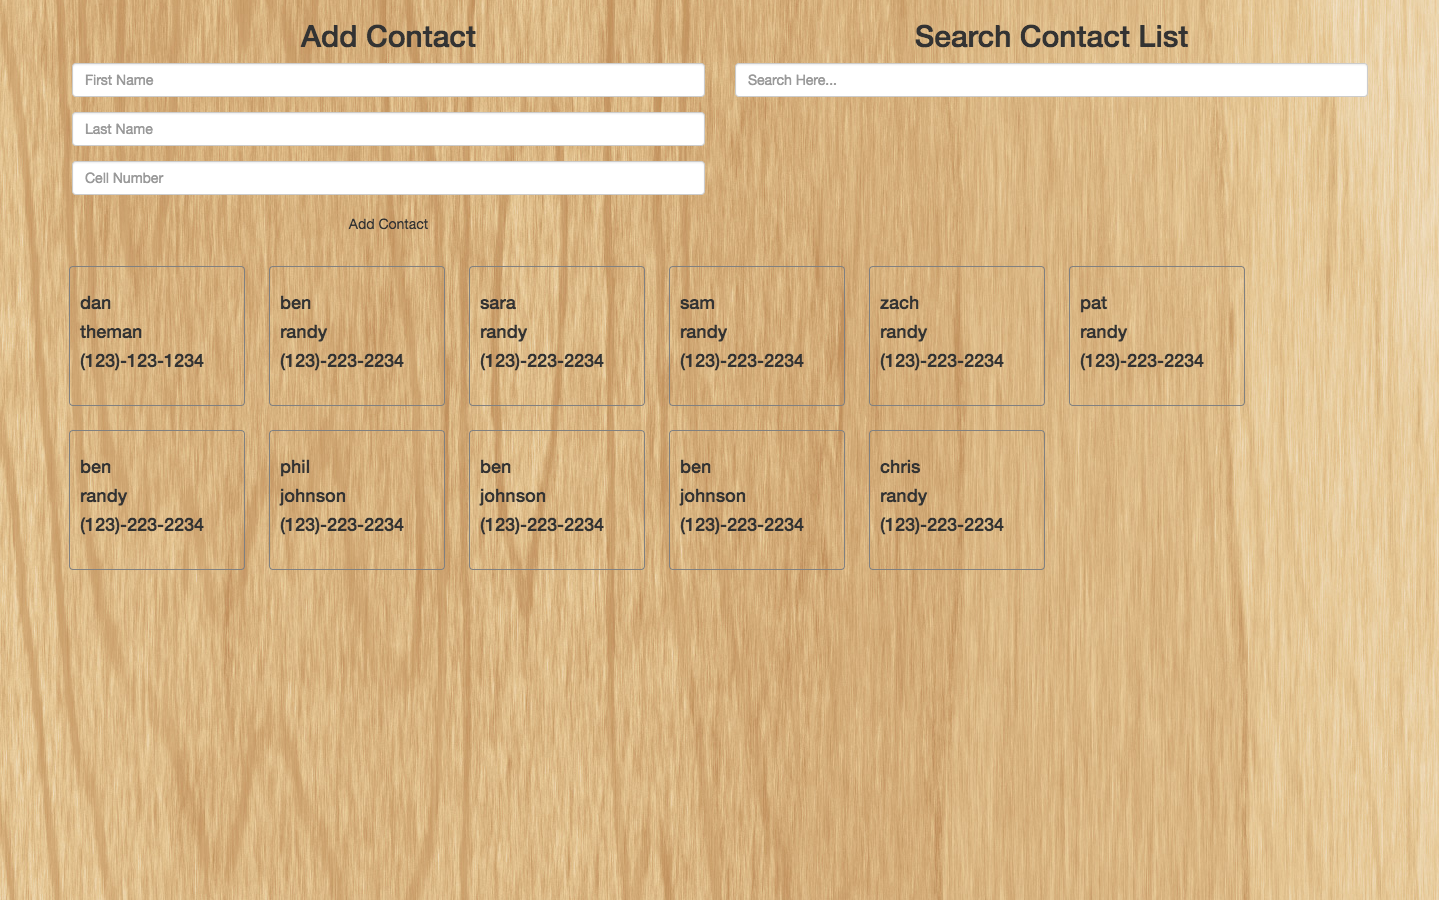 Add Contact
First Name
Last Name
Cell Number
Add Contact
Search Contact List
Search Here...
dan
theman
(123)-123-1234
ben
randy
(123)-223-2234
sara
randy
(123)-223-2234
sam
randy
(123)-223-2234
zach
randy
(123)-223-2234
pat
randy
(123)-223-2234
ben
randy
(123)-223-2234
phil
johnson
(123)-223-2234
ben
johnson
(123)-223-2234
ben
johnson
(123)-223-2234
chris
randy
(123)-223-2234